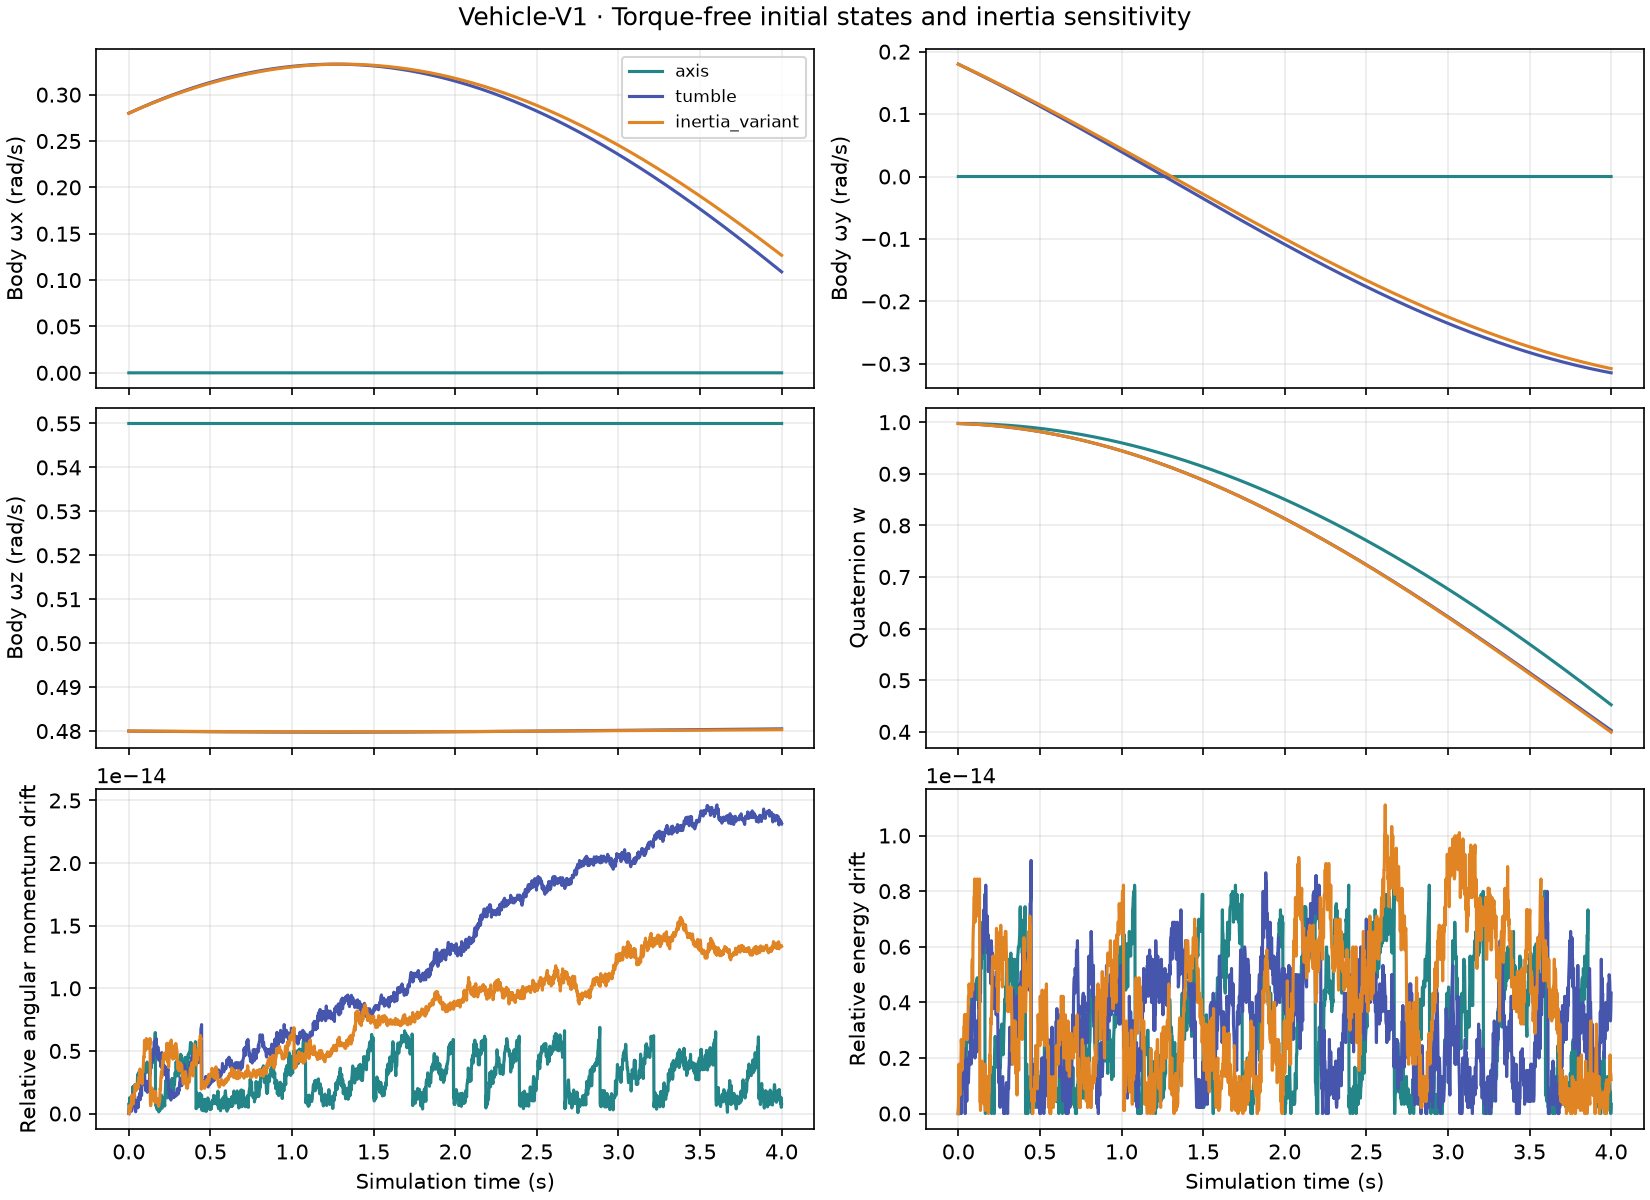 Vehicle-V1 · Torque-free initial states and inertia sensitivity
Body ωx (rad/s)
0.30
0.25
0.20
0.15
0.10
0.05
0.00
axis
tumble
inertia_variant
Body ωy (rad/s)
0.2
0.1
0.0
−0.1
−0.2
−0.3
Body ωz (rad/s)
0.55
0.54
0.53
0.52
0.51
0.50
0.49
0.48
Quaternion w
1.0
0.9
0.8
0.7
0.6
0.5
0.4
1e−14
Relative angular momentum drift
2.5
2.0
1.5
1.0
0.5
0.0
0.0 0.5 1.0 1.5 2.0 2.5 3.0 3.5 4.0
Simulation time (s)
1e−14
Relative energy drift
1.0
0.8
0.6
0.4
0.2
0.0
0.0 0.5 1.0 1.5 2.0 2.5 3.0 3.5 4.0
Simulation time (s)